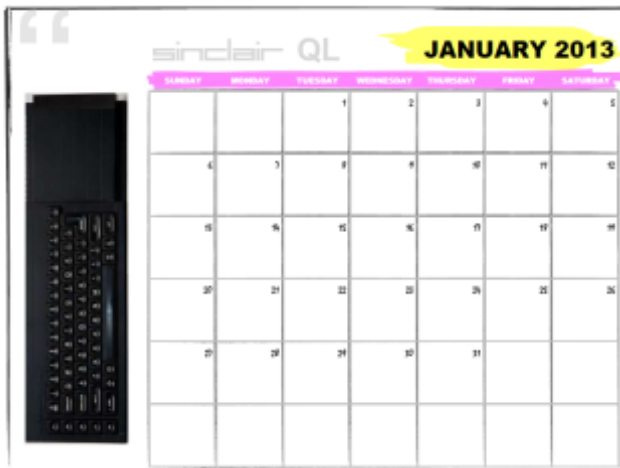 sinclair QL
JANUARY 2013
SUNDAY MONDAY TUESDAY WEDNESDAY THURSDAY FRIDAY SATURDAY
1 2 3 4 5
6 7 8 9 10 11 12
13 14 15 16 17 18 19
20 21 22 23 24 25 26
27 28 29 30 31